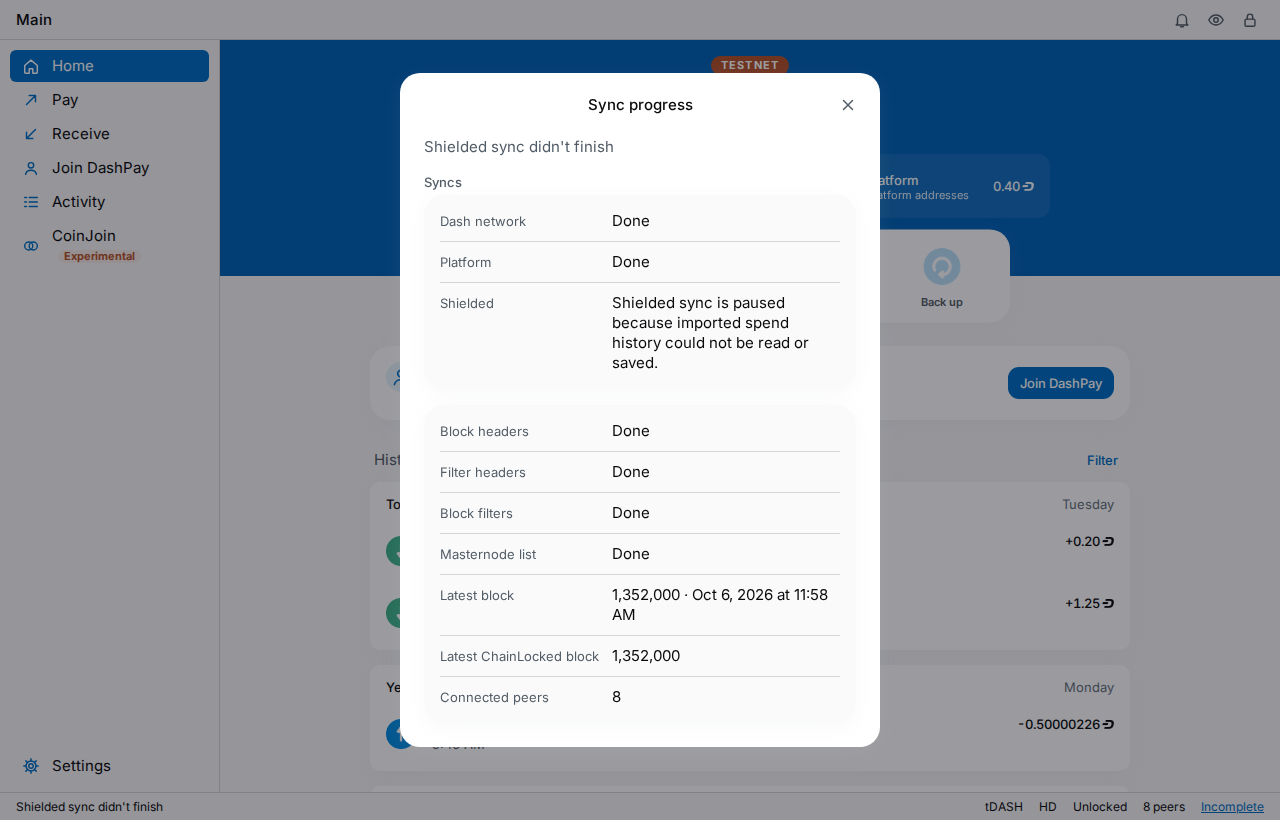 Main
Home
Pay
Receive
Join DashPay
Activity
CoinJoin
Experimental
Settings
TESTNET
0.40
Back up
Join DashPay
Filter
Tuesday
+0.20
+1.25
Monday
-0.50000226
Sync progress
Shielded sync didn't finish
Syncs
Dash network Done
Platform Done
Shielded Shielded sync is paused
because imported spend
history could not be read or
saved.
Block headers Done
Filter headers Done
Block filters Done
Masternode list Done
Latest block 1,352,000 · Oct 6, 2026 at 11:58
AM
Latest ChainLocked block 1,352,000
Connected peers 8
Shielded sync didn't finish
tDASH HD Unlocked 8 peers Incomplete